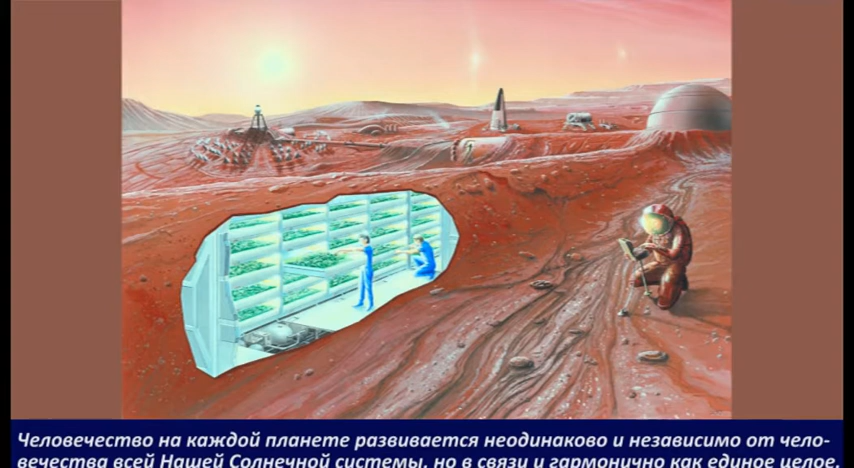 Человечество на каждой планете развивается неодинаково и независимо от чело-
вечества всей Нашей Солнечной системы, но в связи и гармонично как единое целое.